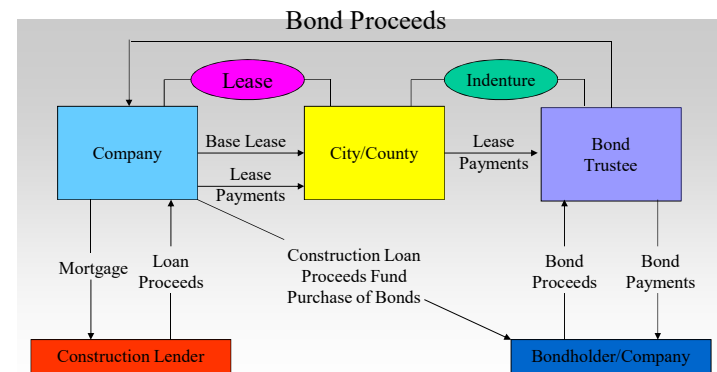 Bond Proceeds
Lease
Indenture
Company
Base Lease
Lease
Payments
City/County
Lease
Payments
Bond
Trustee
Mortgage
Loan
Proceeds
Construction Loan
Proceeds Fund
Purchase of Bonds
Bond
Proceeds
Bond
Payments
Construction Lender
Bondholder/Company